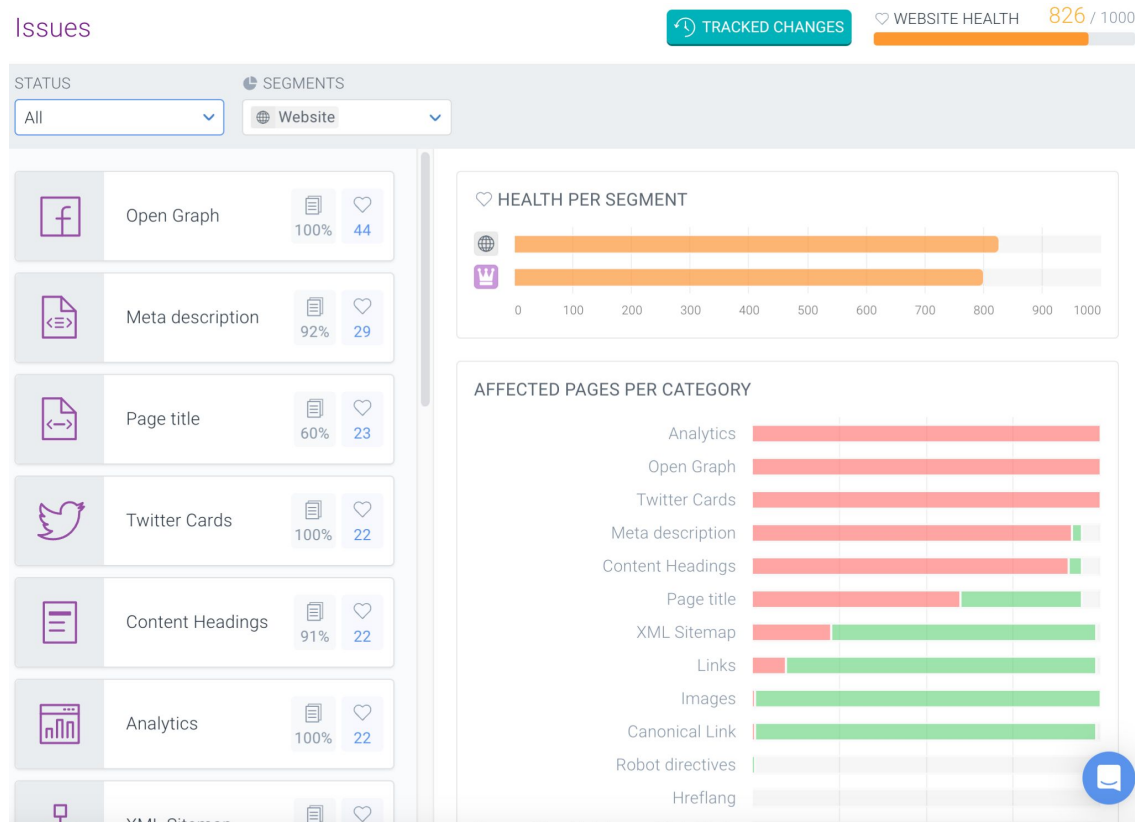 Issues
TRACKED CHANGES
WEBSITE HEALTH 826 / 1000
STATUS
SEGMENTS
All
Website
Open Graph
100%
44
Meta description
92%
29
Page title
60%
23
Twitter Cards
100%
22
Content Headings
91%
22
Analytics
100%
22
XML Sitemap
HEALTH PER SEGMENT
0 100 200 300 400 500 600 700 800 900 1000
AFFECTED PAGES PER CATEGORY
Analytics
Open Graph
Twitter Cards
Meta description
Content Headings
Page title
XML Sitemap
Links
Images
Canonical Link
Robot directives
Hreflang